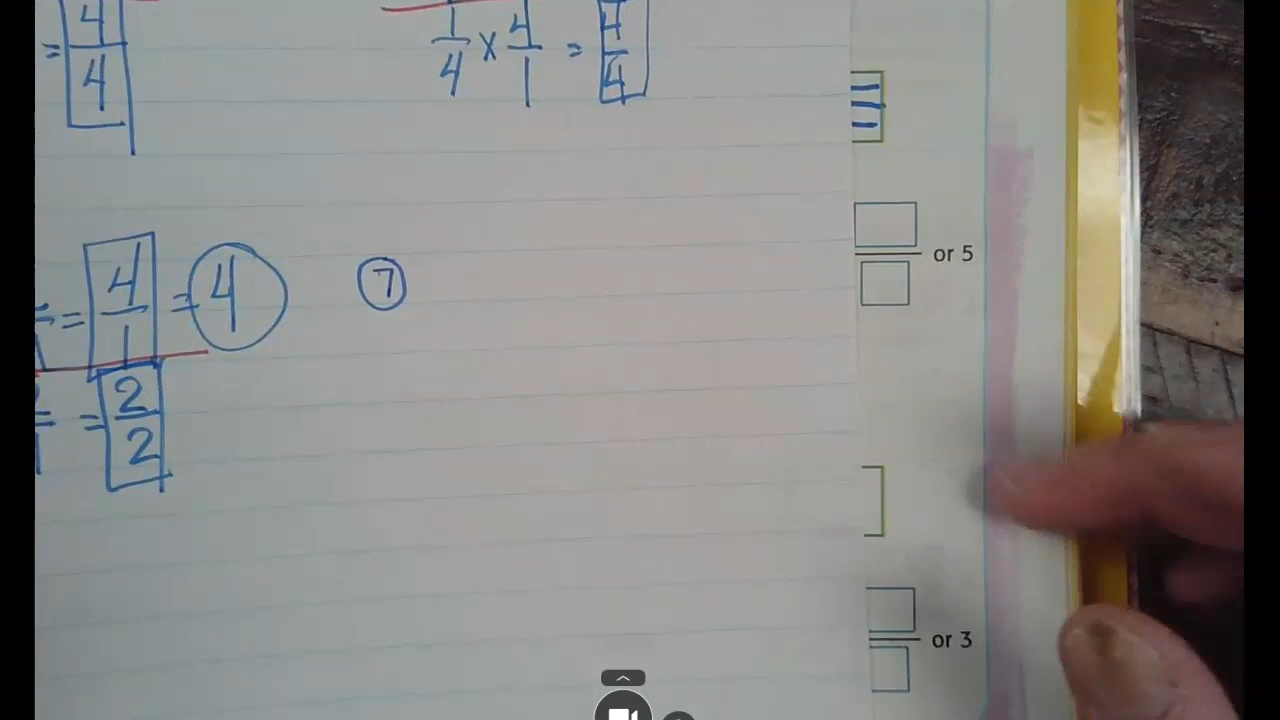 = 4/4
1/4 x 4/1 = 4/4
= 4/1 = 4
7
= 2/2
or 5
or 3